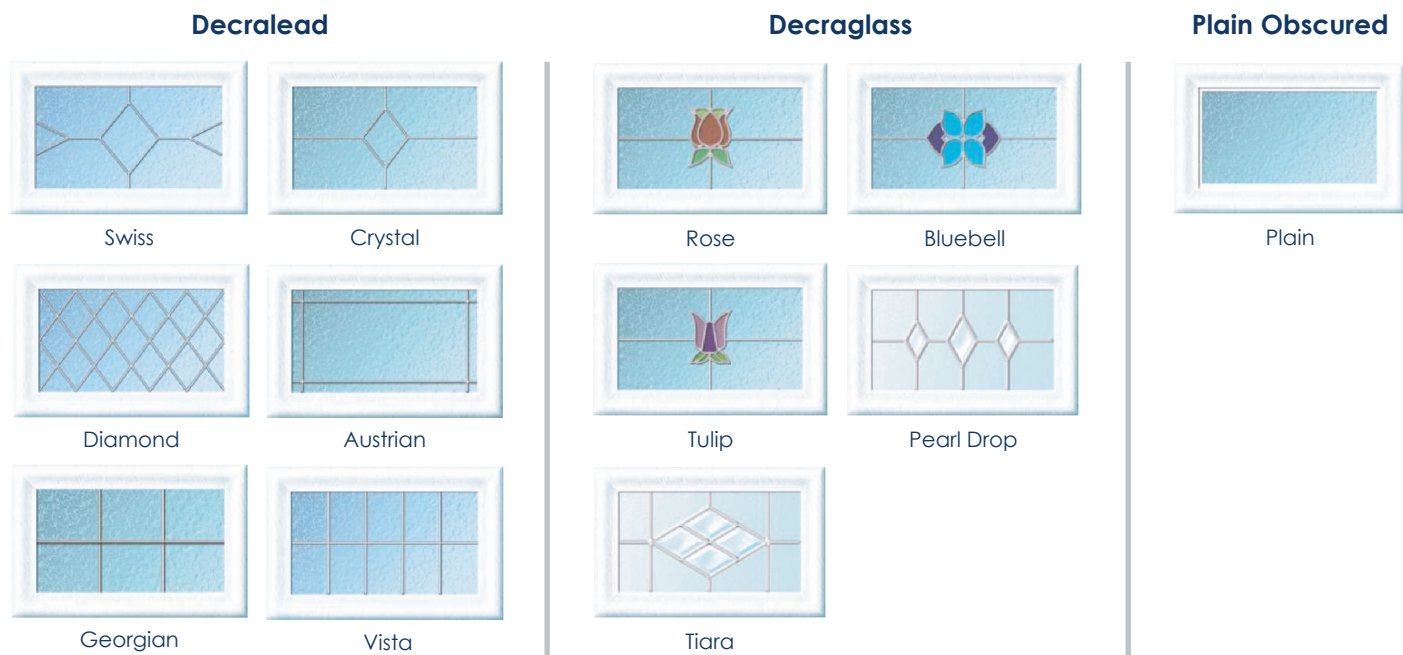 Decralead
Decraglass
Plain Obscured
Swiss
Crystal
Rose
Bluebell
Plain
Diamond
Austrian
Tulip
Pearl Drop
Georgian
Vista
Tiara